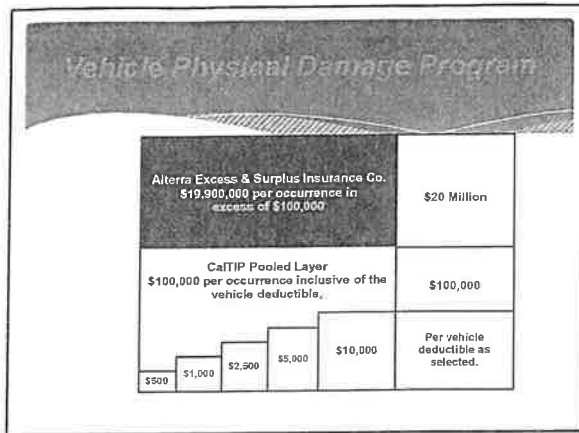 Vehicle Physical Damage Program
Alterra Excess & Surplus Insurance Co.
$19,900,000 per occurrence in
excess of $100,000
$20 Million
CalTIP Pooled Layer
$100,000 per occurrence inclusive of the
vehicle deductible.
$100,000
$500
$1,000
$2,500
$5,000
$10,000
Per vehicle
deductible as
selected.